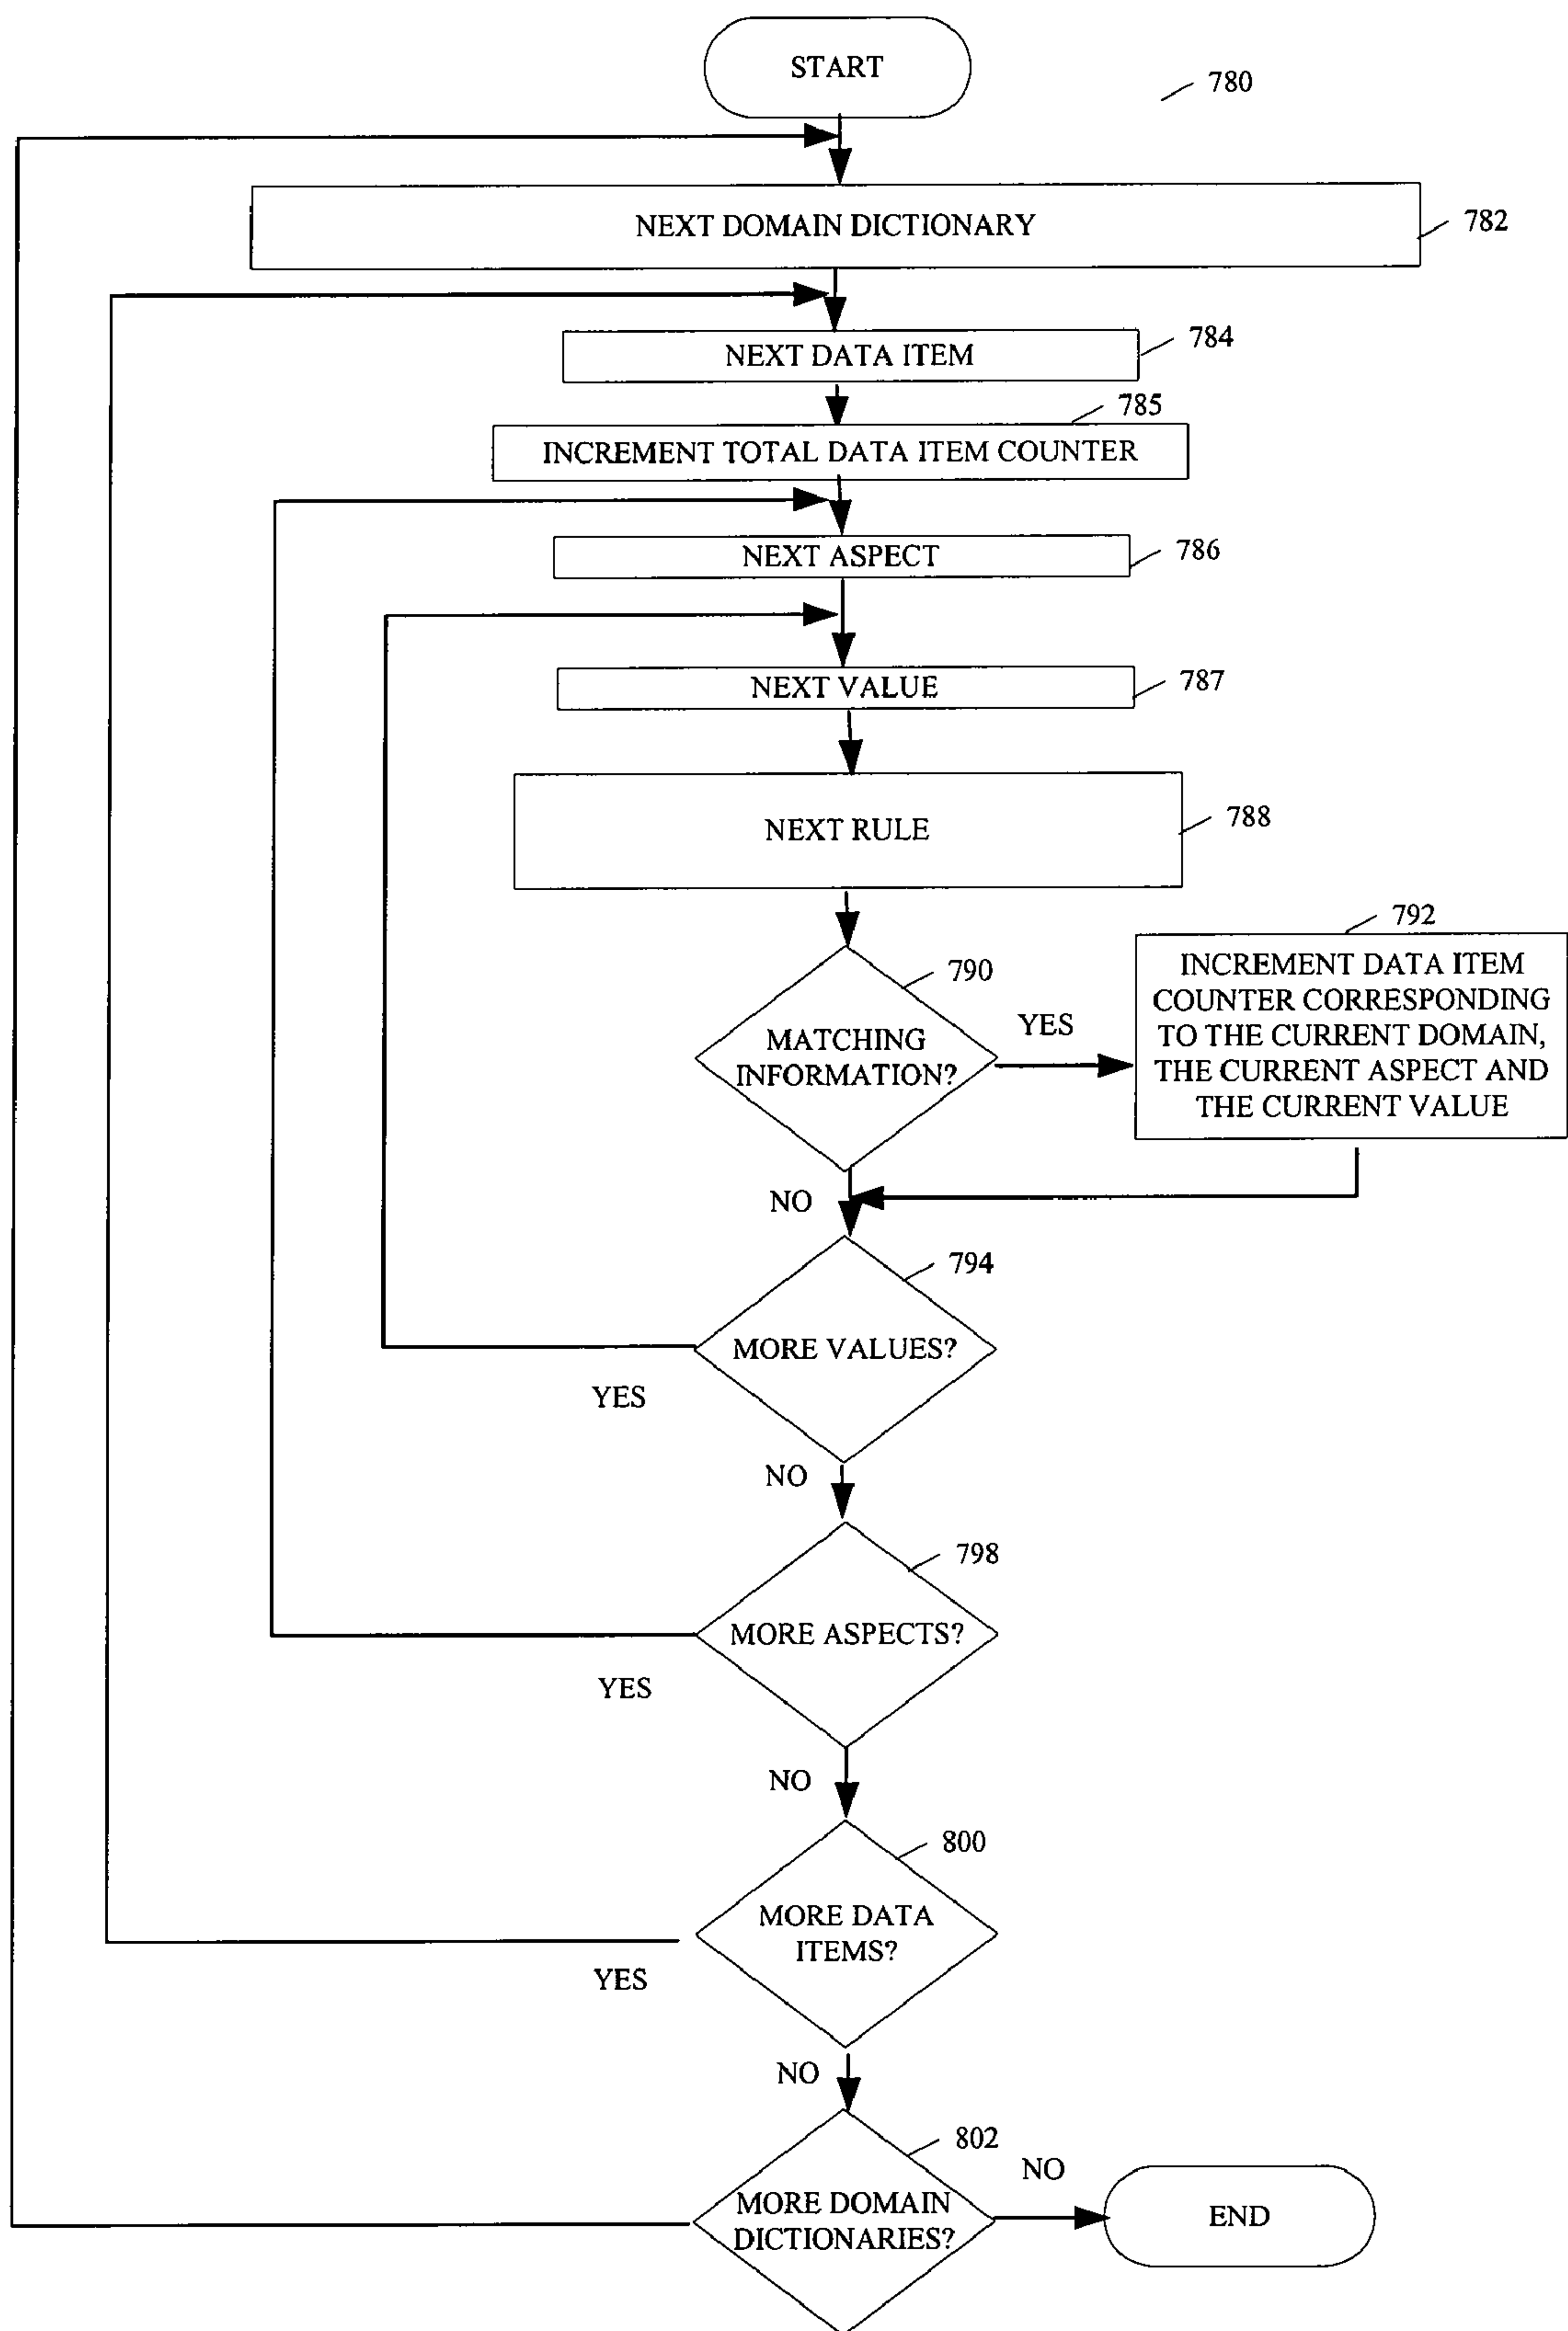 START
780
NEXT DOMAIN DICTIONARY
782
NEXT DATA ITEM
784
785
INCREMENT TOTAL DATA ITEM COUNTER
NEXT ASPECT
786
NEXT VALUE
787
NEXT RULE
788
790
MATCHING
INFORMATION?
YES
792
INCREMENT DATA ITEM
COUNTER CORRESPONDING
TO THE CURRENT DOMAIN,
THE CURRENT ASPECT AND
THE CURRENT VALUE
NO
794
MORE VALUES?
YES
NO
798
MORE ASPECTS?
YES
NO
800
MORE DATA
ITEMS?
YES
NO
802
MORE DOMAIN
DICTIONARIES?
NO
END